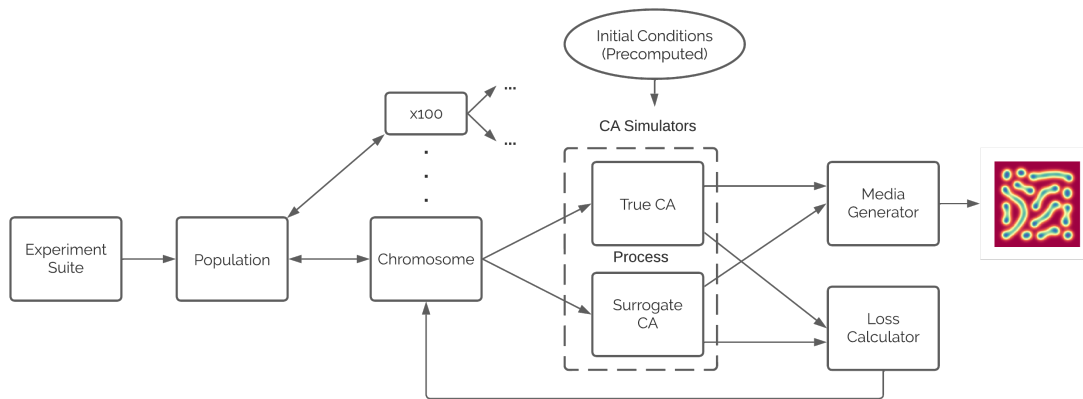 Initial Conditions
(Precomputed)
x100
...
...
CA Simulators
Experiment
Suite
Population
Chromosome
True CA
Process
Surrogate
CA
Media
Generator
Loss
Calculator